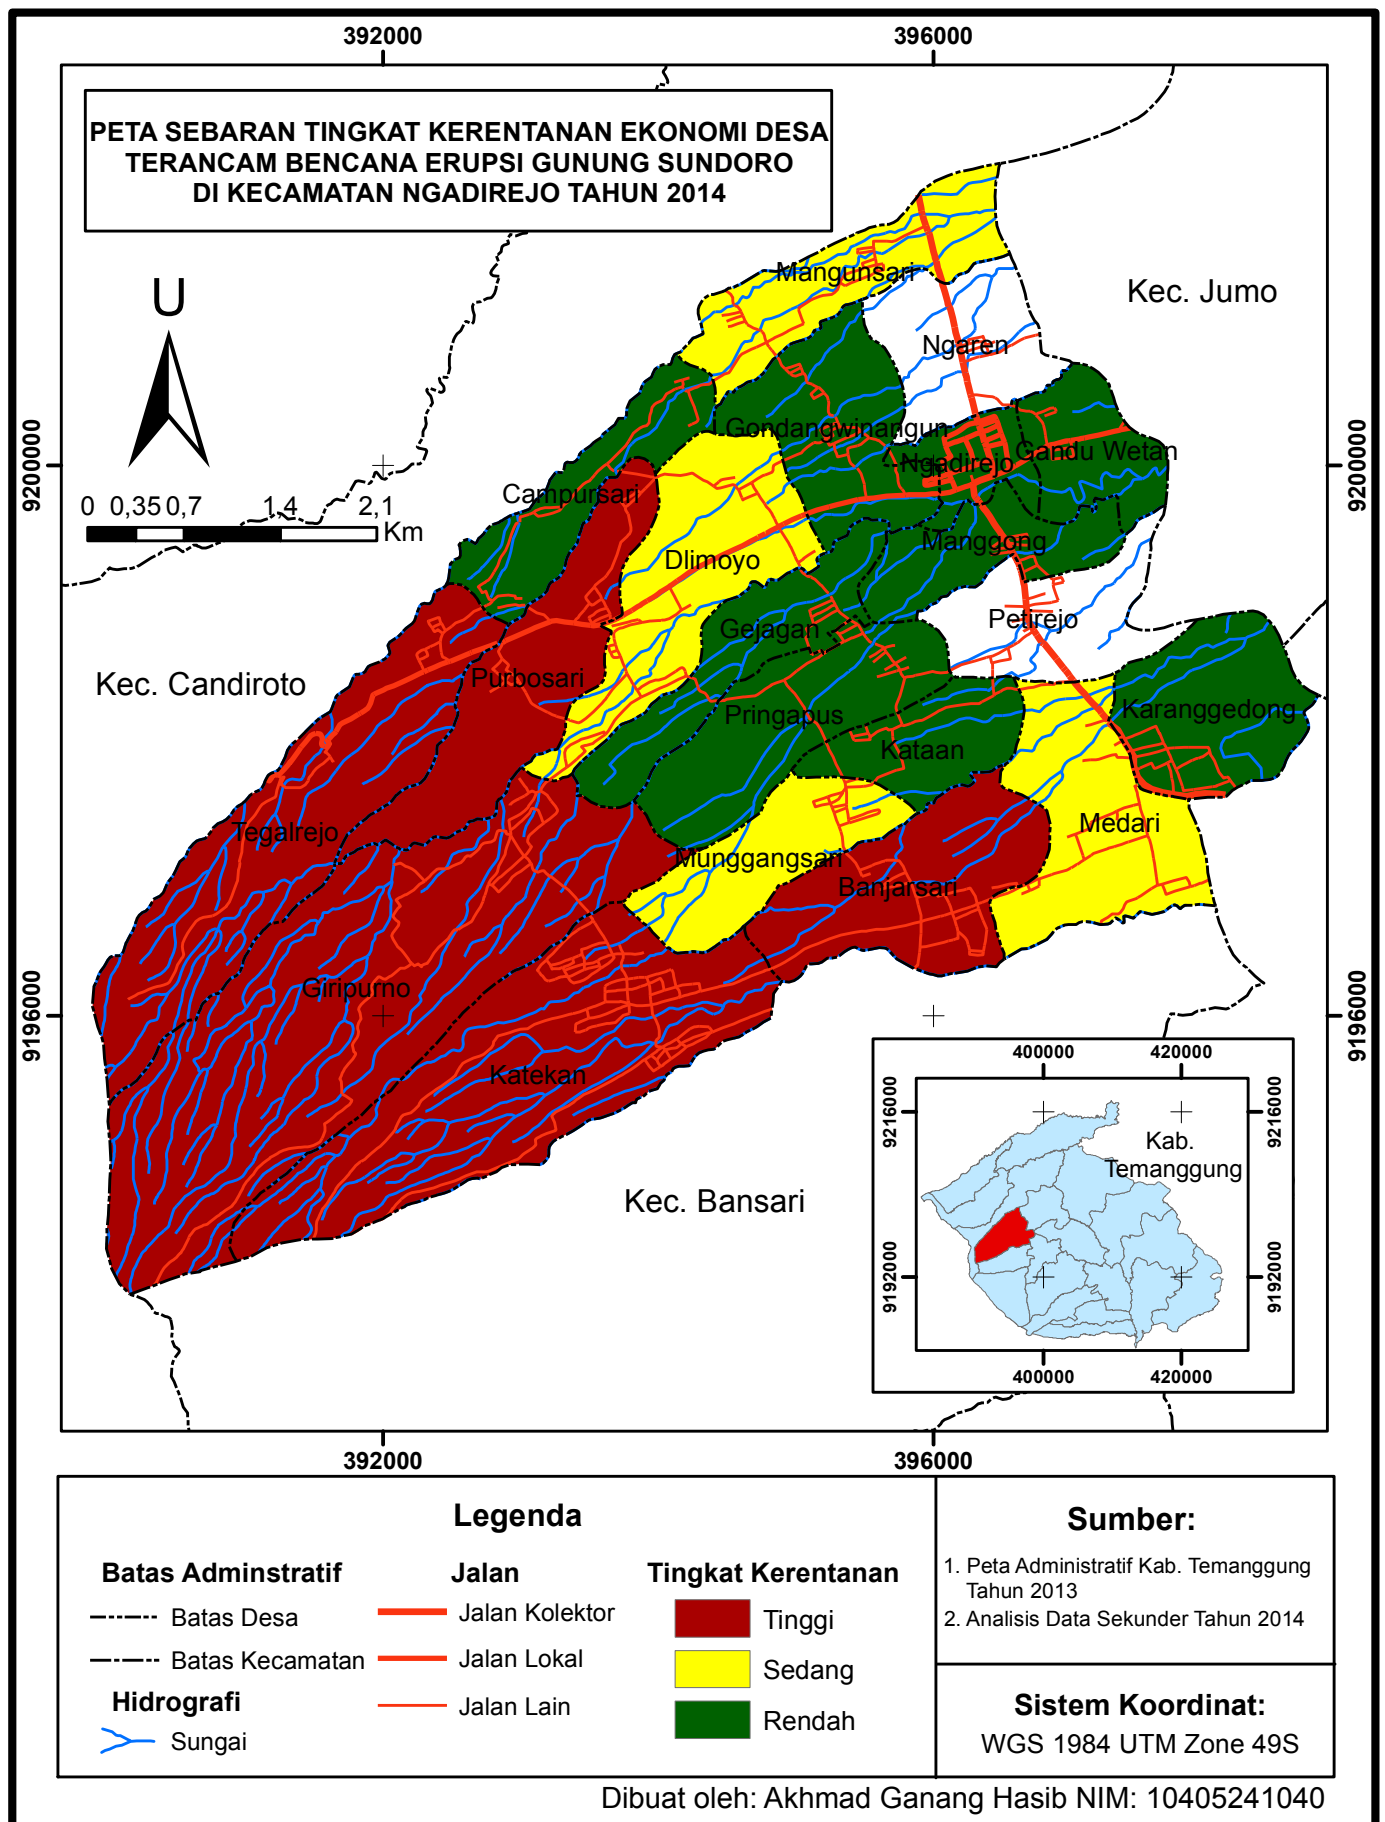 392000
396000
PETA SEBARAN TINGKAT KERENTANAN EKONOMI DESA
TERANCAM BENCANA ERUPSI GUNUNG SUNDORO
DI KECAMATAN NGADIREJO TAHUN 2014
U
0 0,35 0,7 1,4 2,1
Km
9200000
9200000
9196000
9196000
Kec. Jumo
Kec. Candiroto
Kec. Bansari
Mangunsari
Ngaren
Gondangwinangun
Ngadirejo
Gandu Wetan
Campursari
Dlimoyo
Manggong
Gejagan
Petirejo
Purbosari
Pringapus
Karanggedong
Kataan
Tegalrejo
Medari
Munggangsari
Banjarsari
Giripurno
Katekan
400000
420000
9216000
9216000
Kab.
Temanggung
9192000
9192000
400000
420000
392000
396000
Legenda
Batas Adminstratif
Batas Desa
Batas Kecamatan
Hidrografi
Sungai
Jalan
Jalan Kolektor
Jalan Lokal
Jalan Lain
Tingkat Kerentanan
Tinggi
Sedang
Rendah
Sumber:
1. Peta Administratif Kab. Temanggung
Tahun 2013
2. Analisis Data Sekunder Tahun 2014
Sistem Koordinat:
WGS 1984 UTM Zone 49S
Dibuat oleh: Akhmad Ganang Hasib NIM: 10405241040